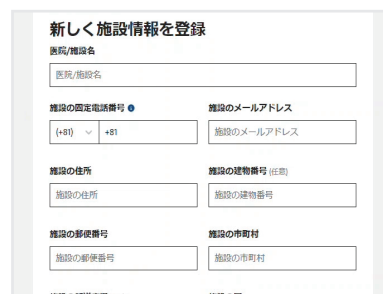 新しく施設情報を登録
医院/施設名
医院/施設名
施設の固定電話番号
施設のメールアドレス
(+81)
+81
施設のメールアドレス
施設の住所
施設の建物番号 (任意)
施設の住所
施設の建物番号
施設の郵便番号
施設の市町村
施設の郵便番号
施設の市町村